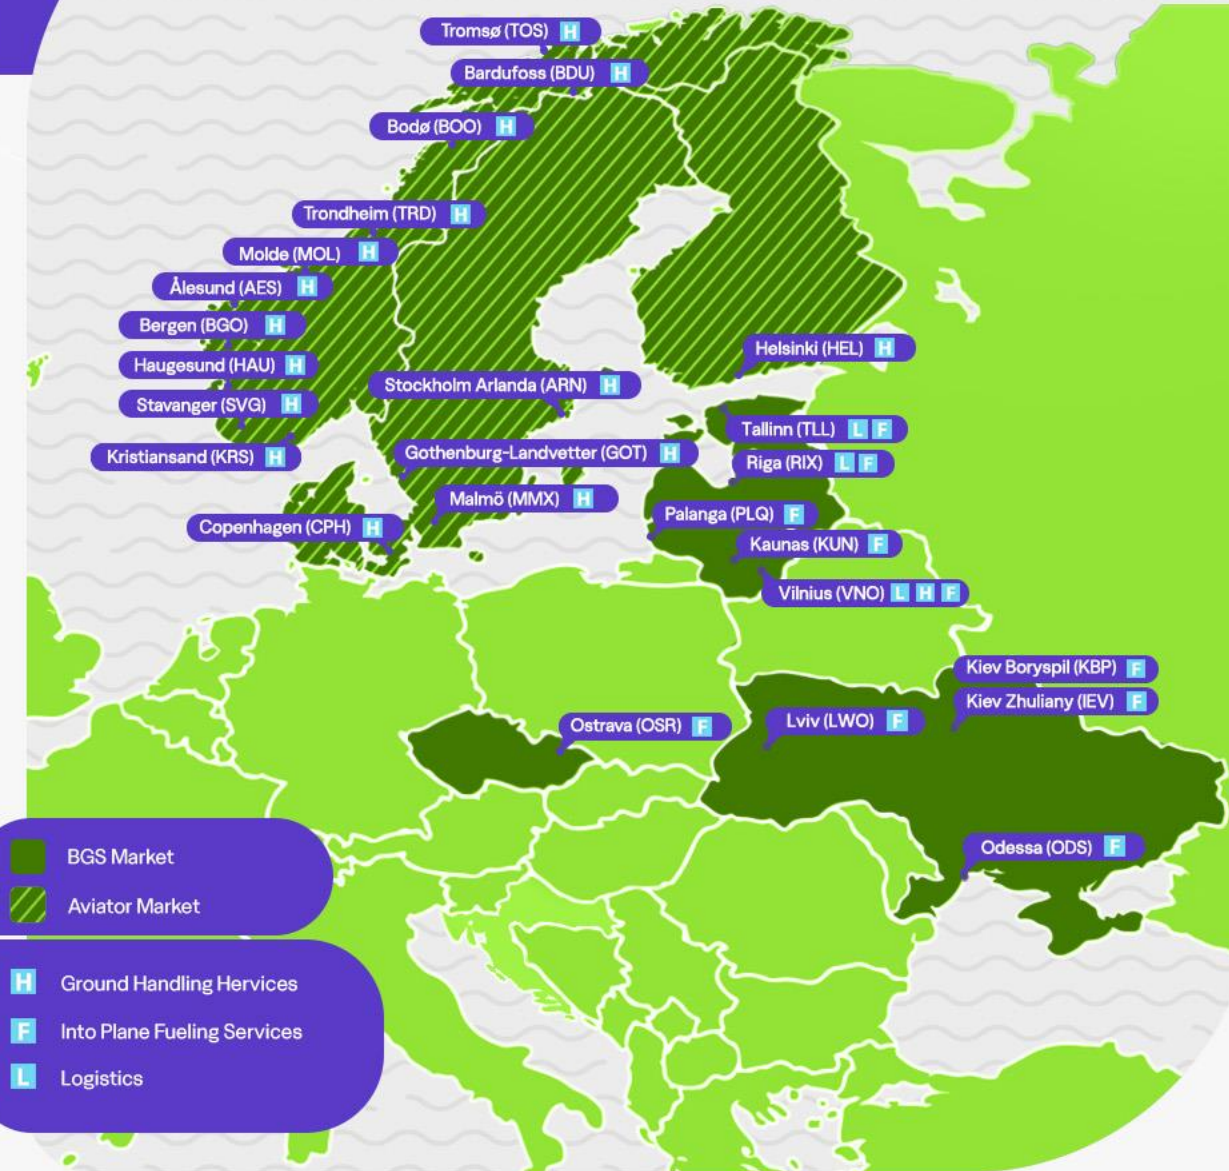 Tromsø (TOS) H
Bardufoss (BDU) H
Bodø (BOO) H
Trondheim (TRD) H
Molde (MOL) H
Ålesund (AES) H
Bergen (BGO) H
Helsinki (HEL) H
Haugesund (HAU) H
Stockholm Arlanda (ARN) H
Stavanger (SVG) H
Tallinn (TLL) L F
Kristiansand (KRS) H
Gothenburg-Landvetter (GOT) H
Riga (RIX) L F
Malmö (MMX) H
Palanga (PLQ) F
Copenhagen (CPH) H
Kaunas (KUN) F
Vilnius (VNO) L H F
Kiev Boryspil (KBP) F
Kiev Zhuliany (IEV) F
Ostrava (OSR) F
Lviv (LWO) F
Odessa (ODS) F
BGS Market
Aviator Market
H Ground Handling Hervices
F Into Plane Fueling Services
L Logistics